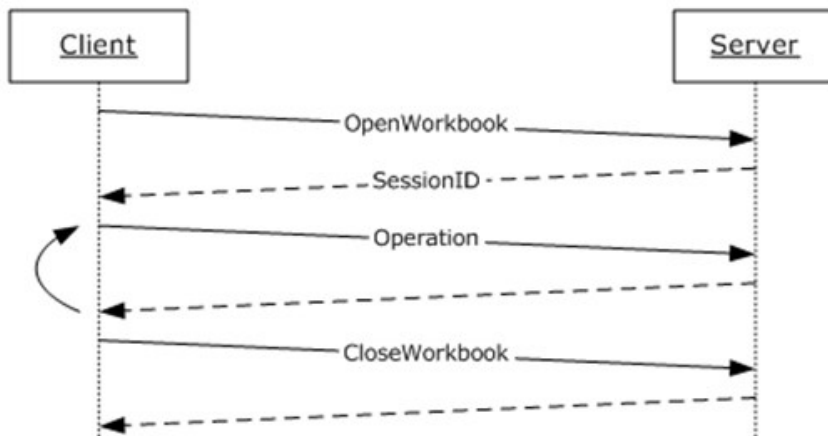 Client
Server
OpenWorkbook
SessionID
Operation
CloseWorkbook